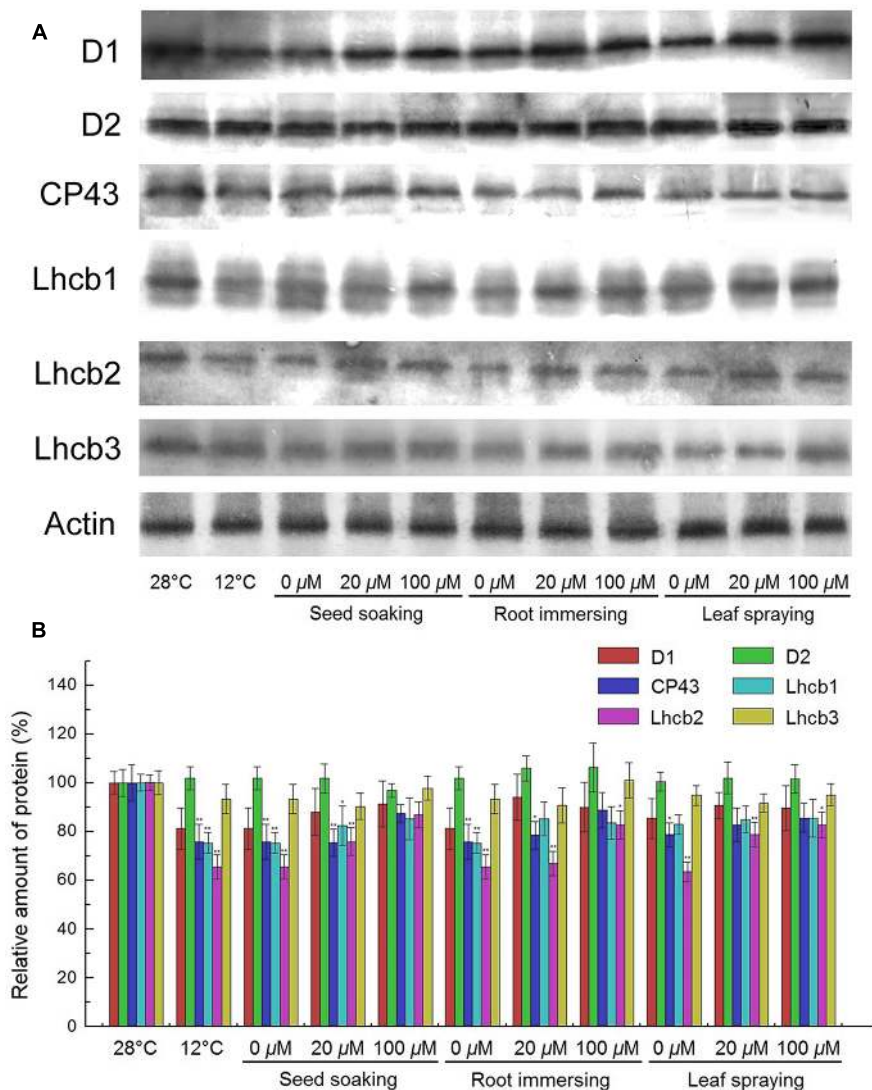 A
D1
D2
CP43
Lhcb1
Lhcb2
Lhcb3
Actin
28°C 12°C 0 µM 20 µM 100 µM 0 µM 20 µM 100 µM 0 µM 20 µM 100 µM
Seed soaking Root immersing Leaf spraying
B
Relative amount of protein (%)
140
120
100
80
60
40
20
0
D1 D2
CP43 Lhcb1
Lhcb2 Lhcb3
** ** ** ** ** ** ** * ** ** ** ** * ** * * ** ** *
28°C 12°C 0 µM 20 µM 100 µM 0 µM 20 µM 100 µM 0 µM 20 µM 100 µM
Seed soaking Root immersing Leaf spraying